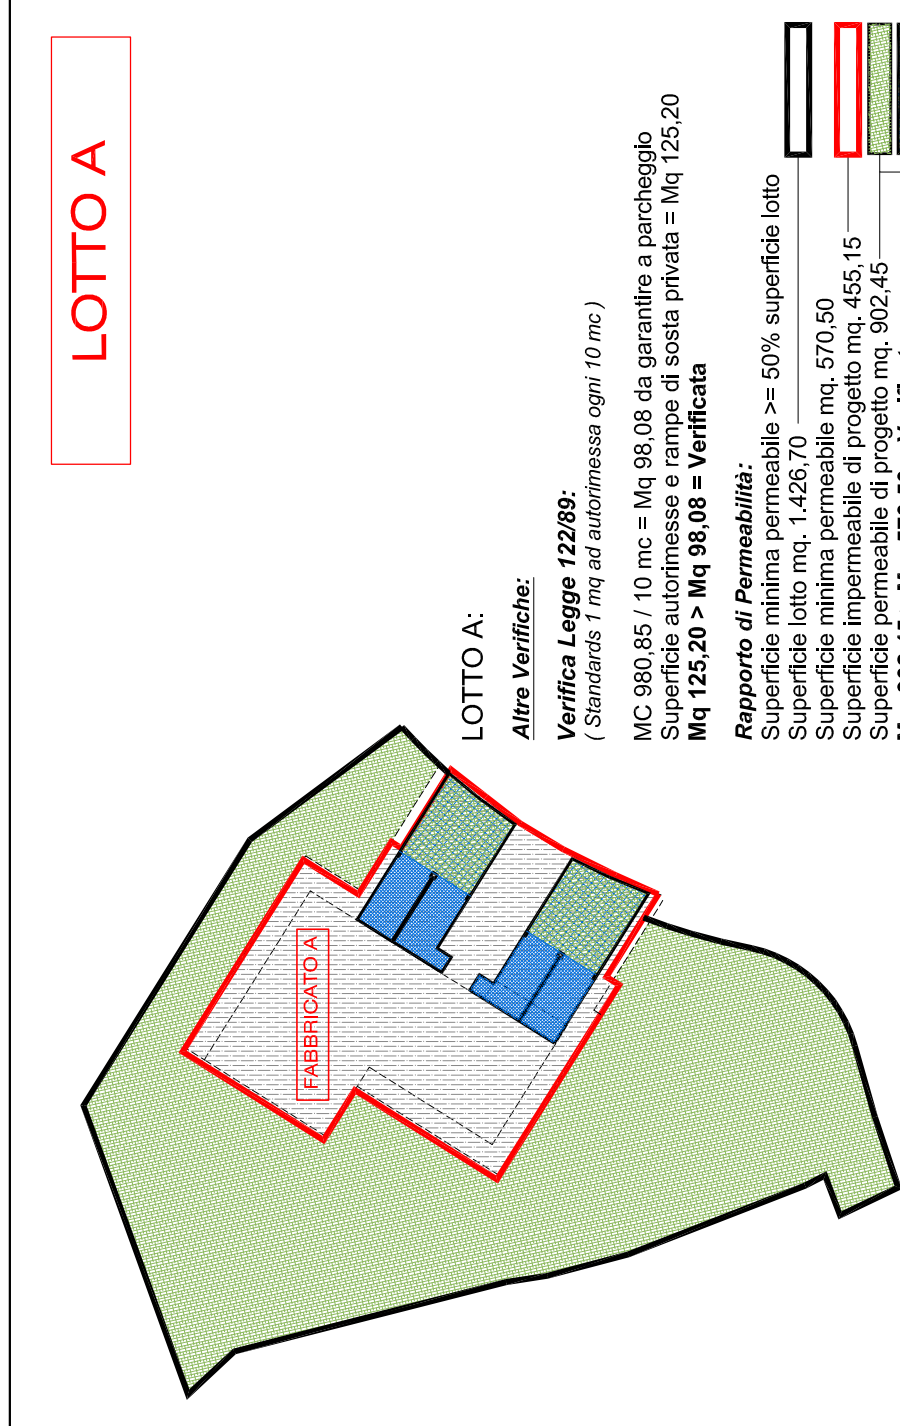 LOTTO A
FABBRICATO A
LOTTO A:
Altre Verifiche:
Verifica Legge 122/89:
( Standards 1 mq ad autorimessa ogni 10 mc )
MC 980,85 / 10 mc = Mq 98,08 da garantire a parcheggio
Superficie autorimesse e rampe di sosta privata = Mq 125,20
Mq 125,20 > Mq 98,08 = Verificata
Rapporto di Permeabilità:
Superficie minima permeabile >= 50% superficie lotto
Superficie lotto mq. 1.426,70
Superficie minima permeabile mq. 570,50
Superficie impermeabile di progetto mq. 455,15
Superficie permeabile di progetto mq. 902,45